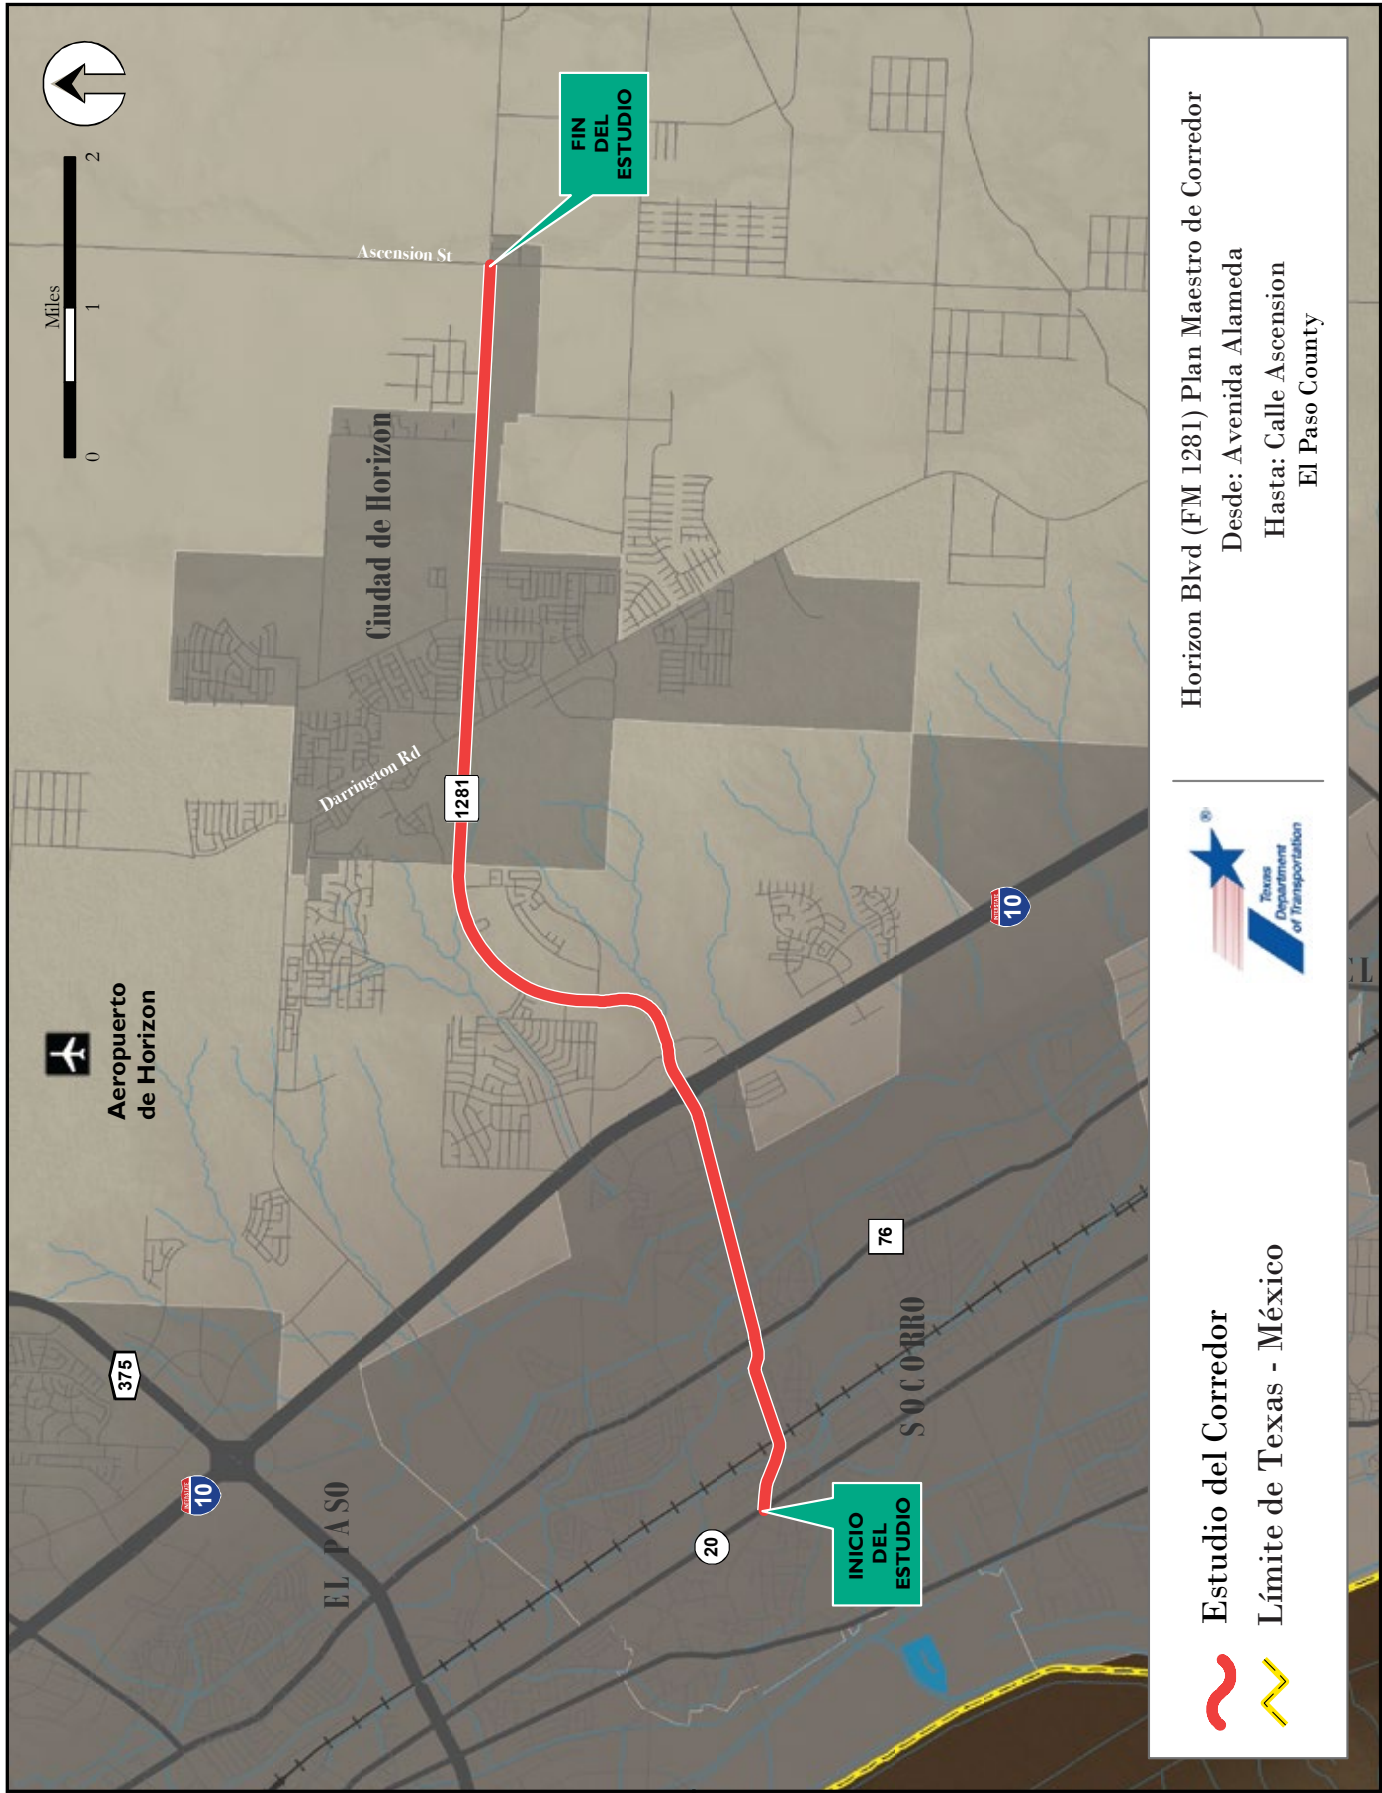 Miles
0
1
2
Aeropuerto
de Horizon
375
INTERSTATE
10
EL PASO
Ascension St
Ciudad de Horizon
Darrington Rd
1281
FIN
DEL
ESTUDIO
INTERSTATE
10
76
SOCORRO
20
INICIO
DEL
ESTUDIO
EL
Estudio del Corredor
Límite de Texas - México
Texas
Department
of Transportation
®
Horizon Blvd (FM 1281) Plan Maestro de Corredor
Desde: Avenida Alameda
Hasta: Calle Ascension
El Paso County